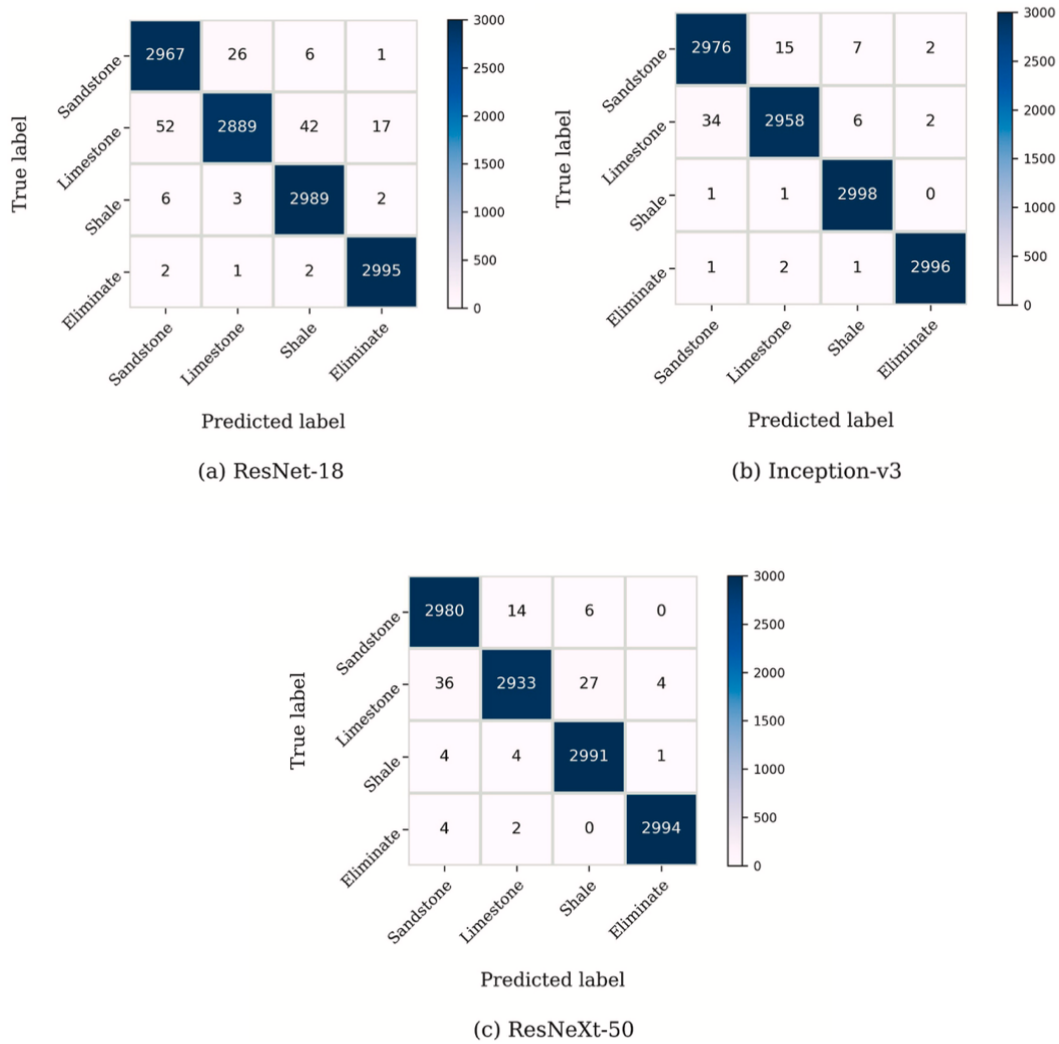 True label
Sandstone 2967 26 6 1
Limestone 52 2889 42 17
Shale 6 3 2989 2
Eliminate 2 1 2 2995
Sandstone Limestone Shale Eliminate
Predicted label
3000
2500
2000
1500
1000
500
0
(a) ResNet-18
True label
Sandstone 2976 15 7 2
Limestone 34 2958 6 2
Shale 1 1 2998 0
Eliminate 1 2 1 2996
Sandstone Limestone Shale Eliminate
Predicted label
3000
2500
2000
1500
1000
500
0
(b) Inception-v3
True label
Sandstone 2980 14 6 0
Limestone 36 2933 27 4
Shale 4 4 2991 1
Eliminate 4 2 0 2994
Sandstone Limestone Shale Eliminate
Predicted label
3000
2500
2000
1500
1000
500
0
(c) ResNeXt-50